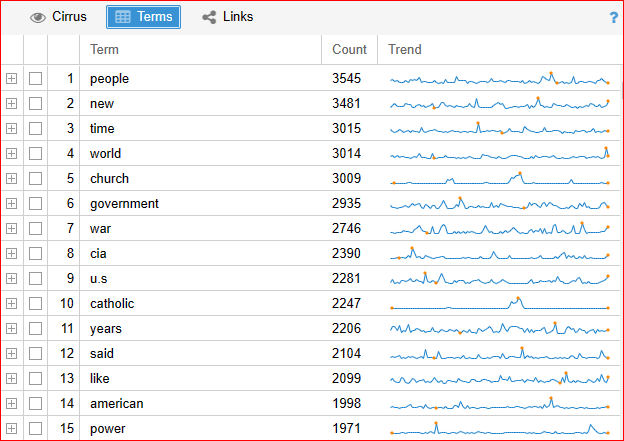 Cirrus Terms Links ?
Term Count Trend
1 people 3545
2 new 3481
3 time 3015
4 world 3014
5 church 3009
6 government 2935
7 war 2746
8 cia 2390
9 u.s 2281
10 catholic 2247
11 years 2206
12 said 2104
13 like 2099
14 american 1998
15 power 1971